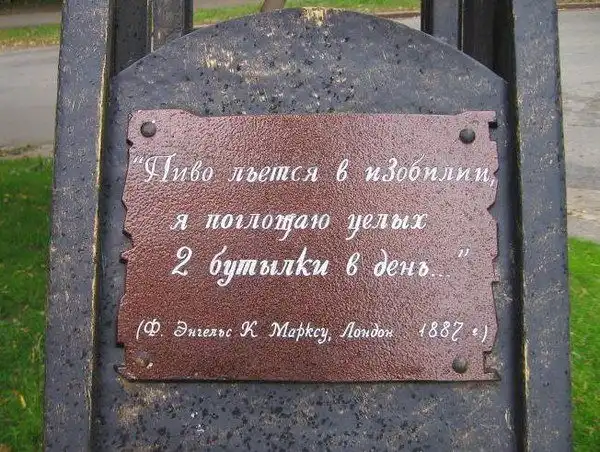 "Пиво льется в изобилии,
я поглощаю целых
2 бутылки в день..."
(Ф. Энгельс К Марксу, Лондон 1887 г.)